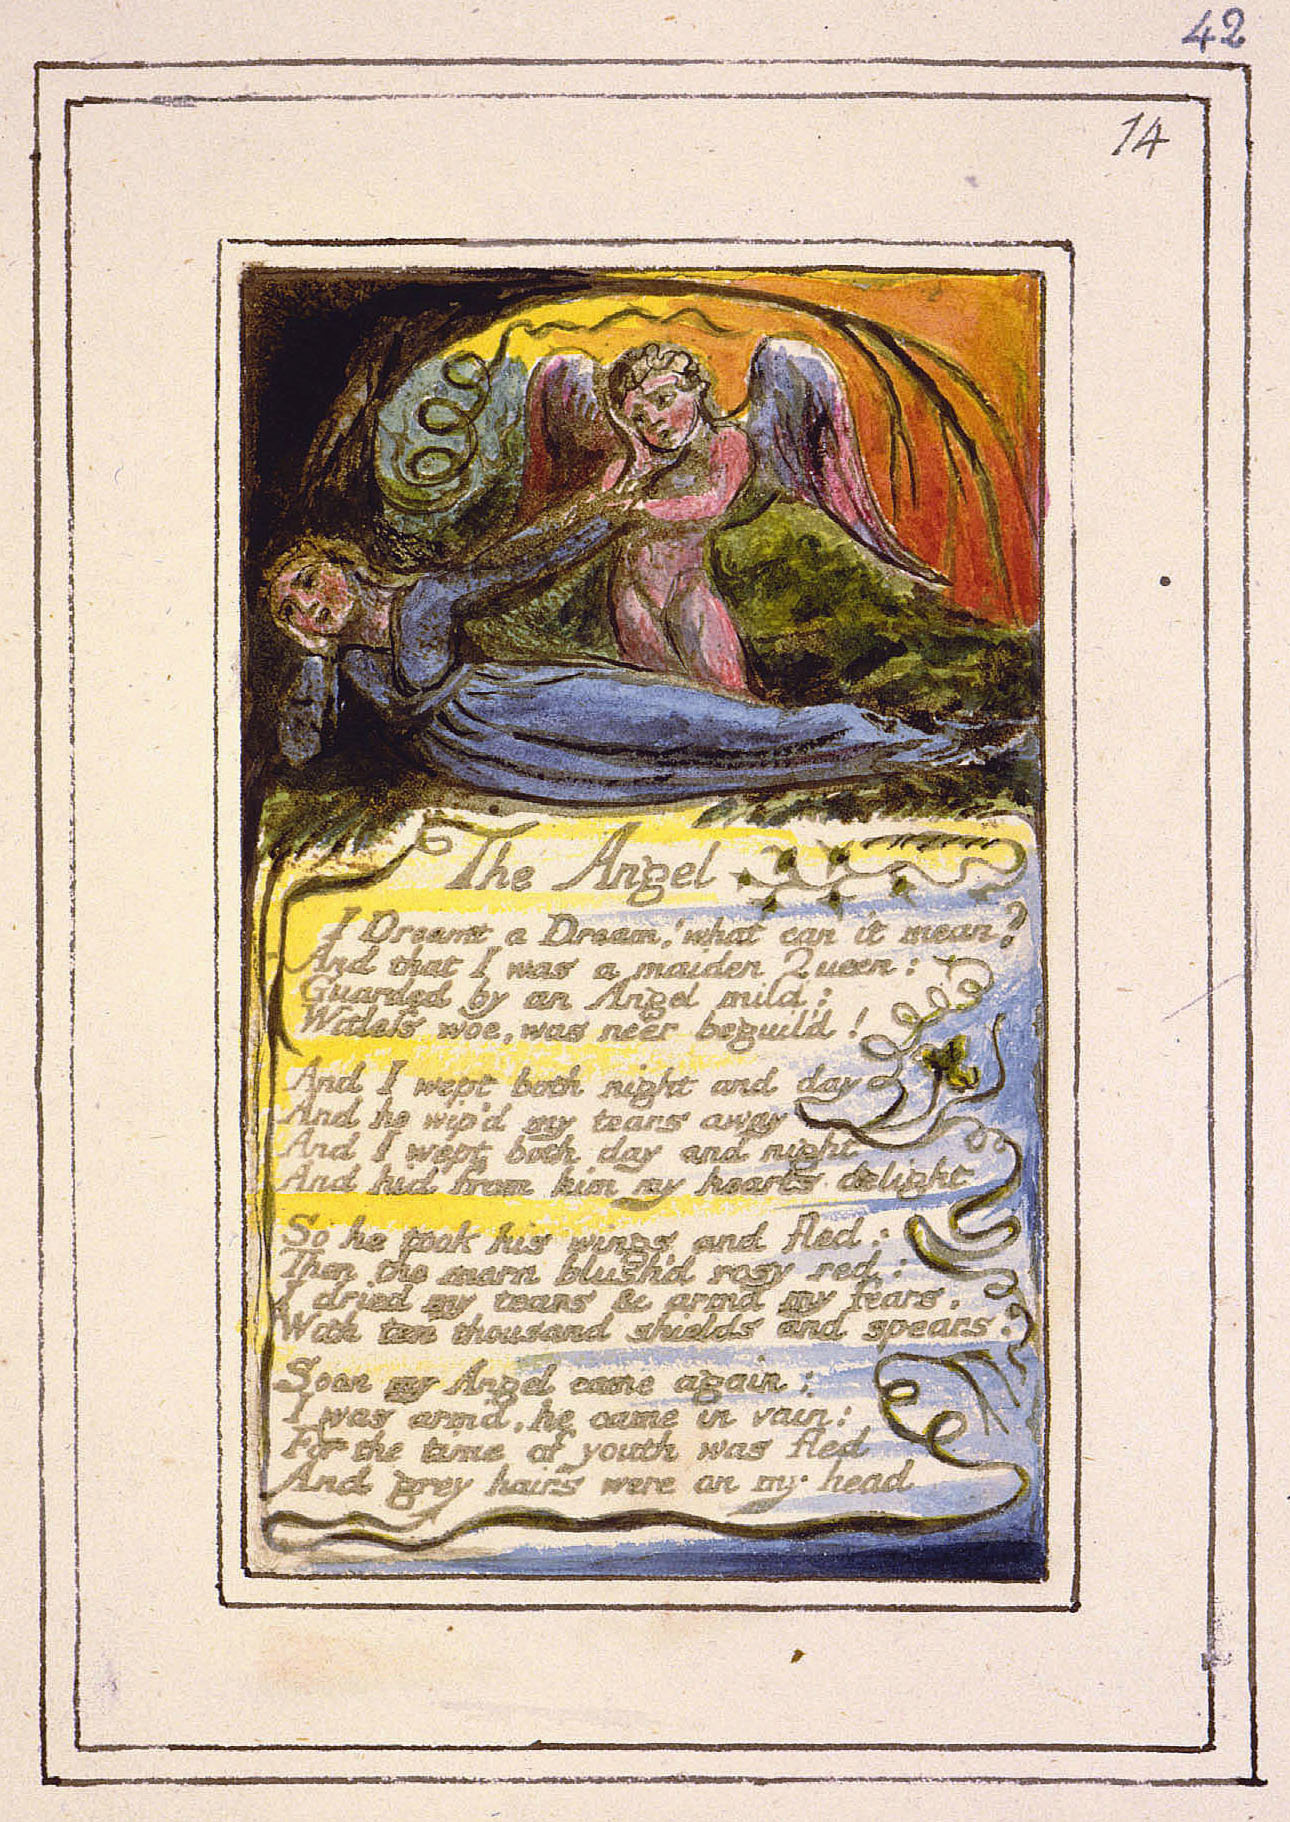 42
14
The Angel
I Dreamt a Dream! what can it mean?
And that I was a maiden Queen:
Guarded by an Angel mild;
Witless woe, was neer beguil'd!
And I wept both night and day
And he wip'd my tears away
And I wept both day and night
And hid from him my hearts delight
So he took his wings and fled:
Then the morn blush'd rosy red:
I dried my tears & armd my fears,
With ten thousand shields and spears.
Soon my Angel came again;
I was arm'd, he came in vain:
For the time of youth was fled
And grey hairs were on my head